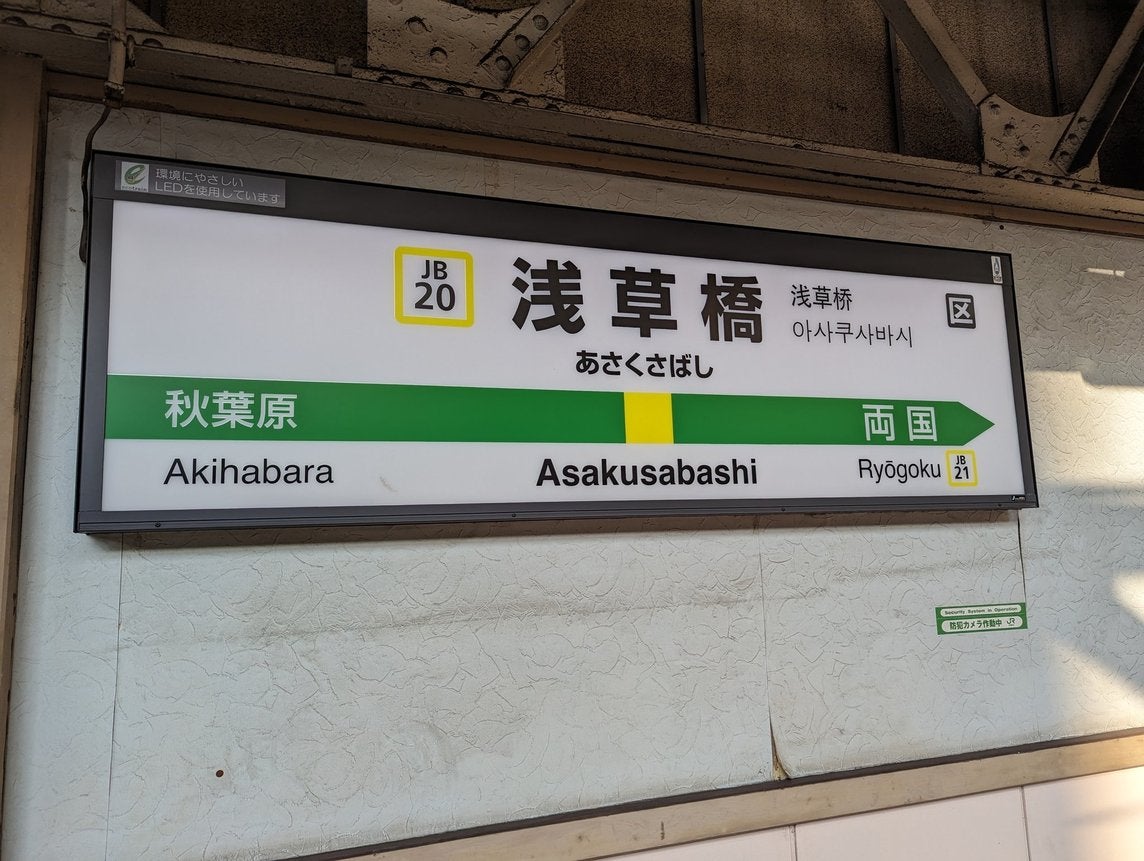 環境にやさしい
LEDを使用しています
JB
20
浅草橋
浅草桥
아사쿠사바시
区
あさくさばし
秋葉原
両国
Akihabara
Asakusabashi
Ryōgoku
JB
21
Security System in Operation
防犯カメラ作動中 JR